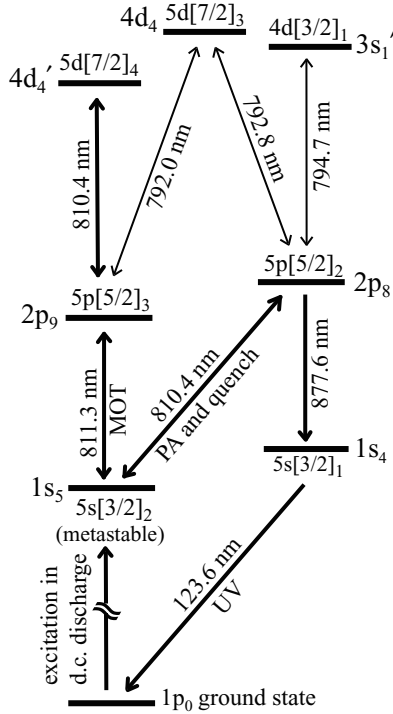 4d₄ 5d[7/2]₃
4d[3/2]₁
3s₁′
4d₄′ 5d[7/2]₄
810.4 nm
792.0 nm
792.8 nm
794.7 nm
5p[5/2]₂
2p₈
5p[5/2]₃
2p₉
811.3 nm
MOT
810.4 nm
PA and quench
877.6 nm
1s₄
5s[3/2]₁
1s₅
5s[3/2]₂
(metastable)
excitation in
d.c. discharge
123.6 nm
UV
1p₀ ground state